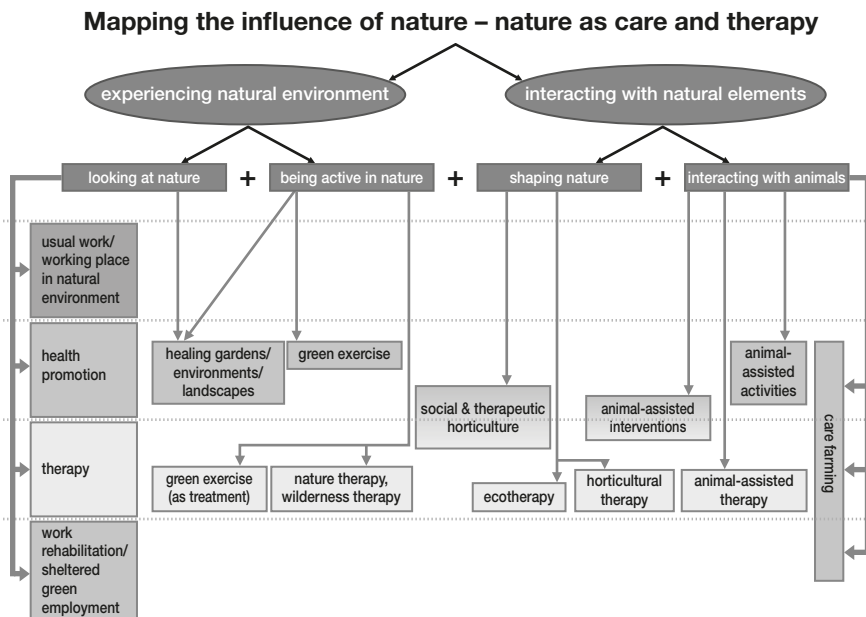 Mapping the influence of nature – nature as care and therapy
experiencing natural environment
interacting with natural elements
looking at nature
+
being active in nature
+
shaping nature
+
interacting with animals
usual work/
working place
in natural
environment
health
promotion
healing gardens/
environments/
landscapes
green exercise
animal-
assisted
activities
social & therapeutic
horticulture
animal-assisted
interventions
care farming
therapy
green exercise
(as treatment)
nature therapy,
wilderness therapy
ecotherapy
horticultural
therapy
animal-assisted
therapy
work
rehabilitation/
sheltered
green
employment